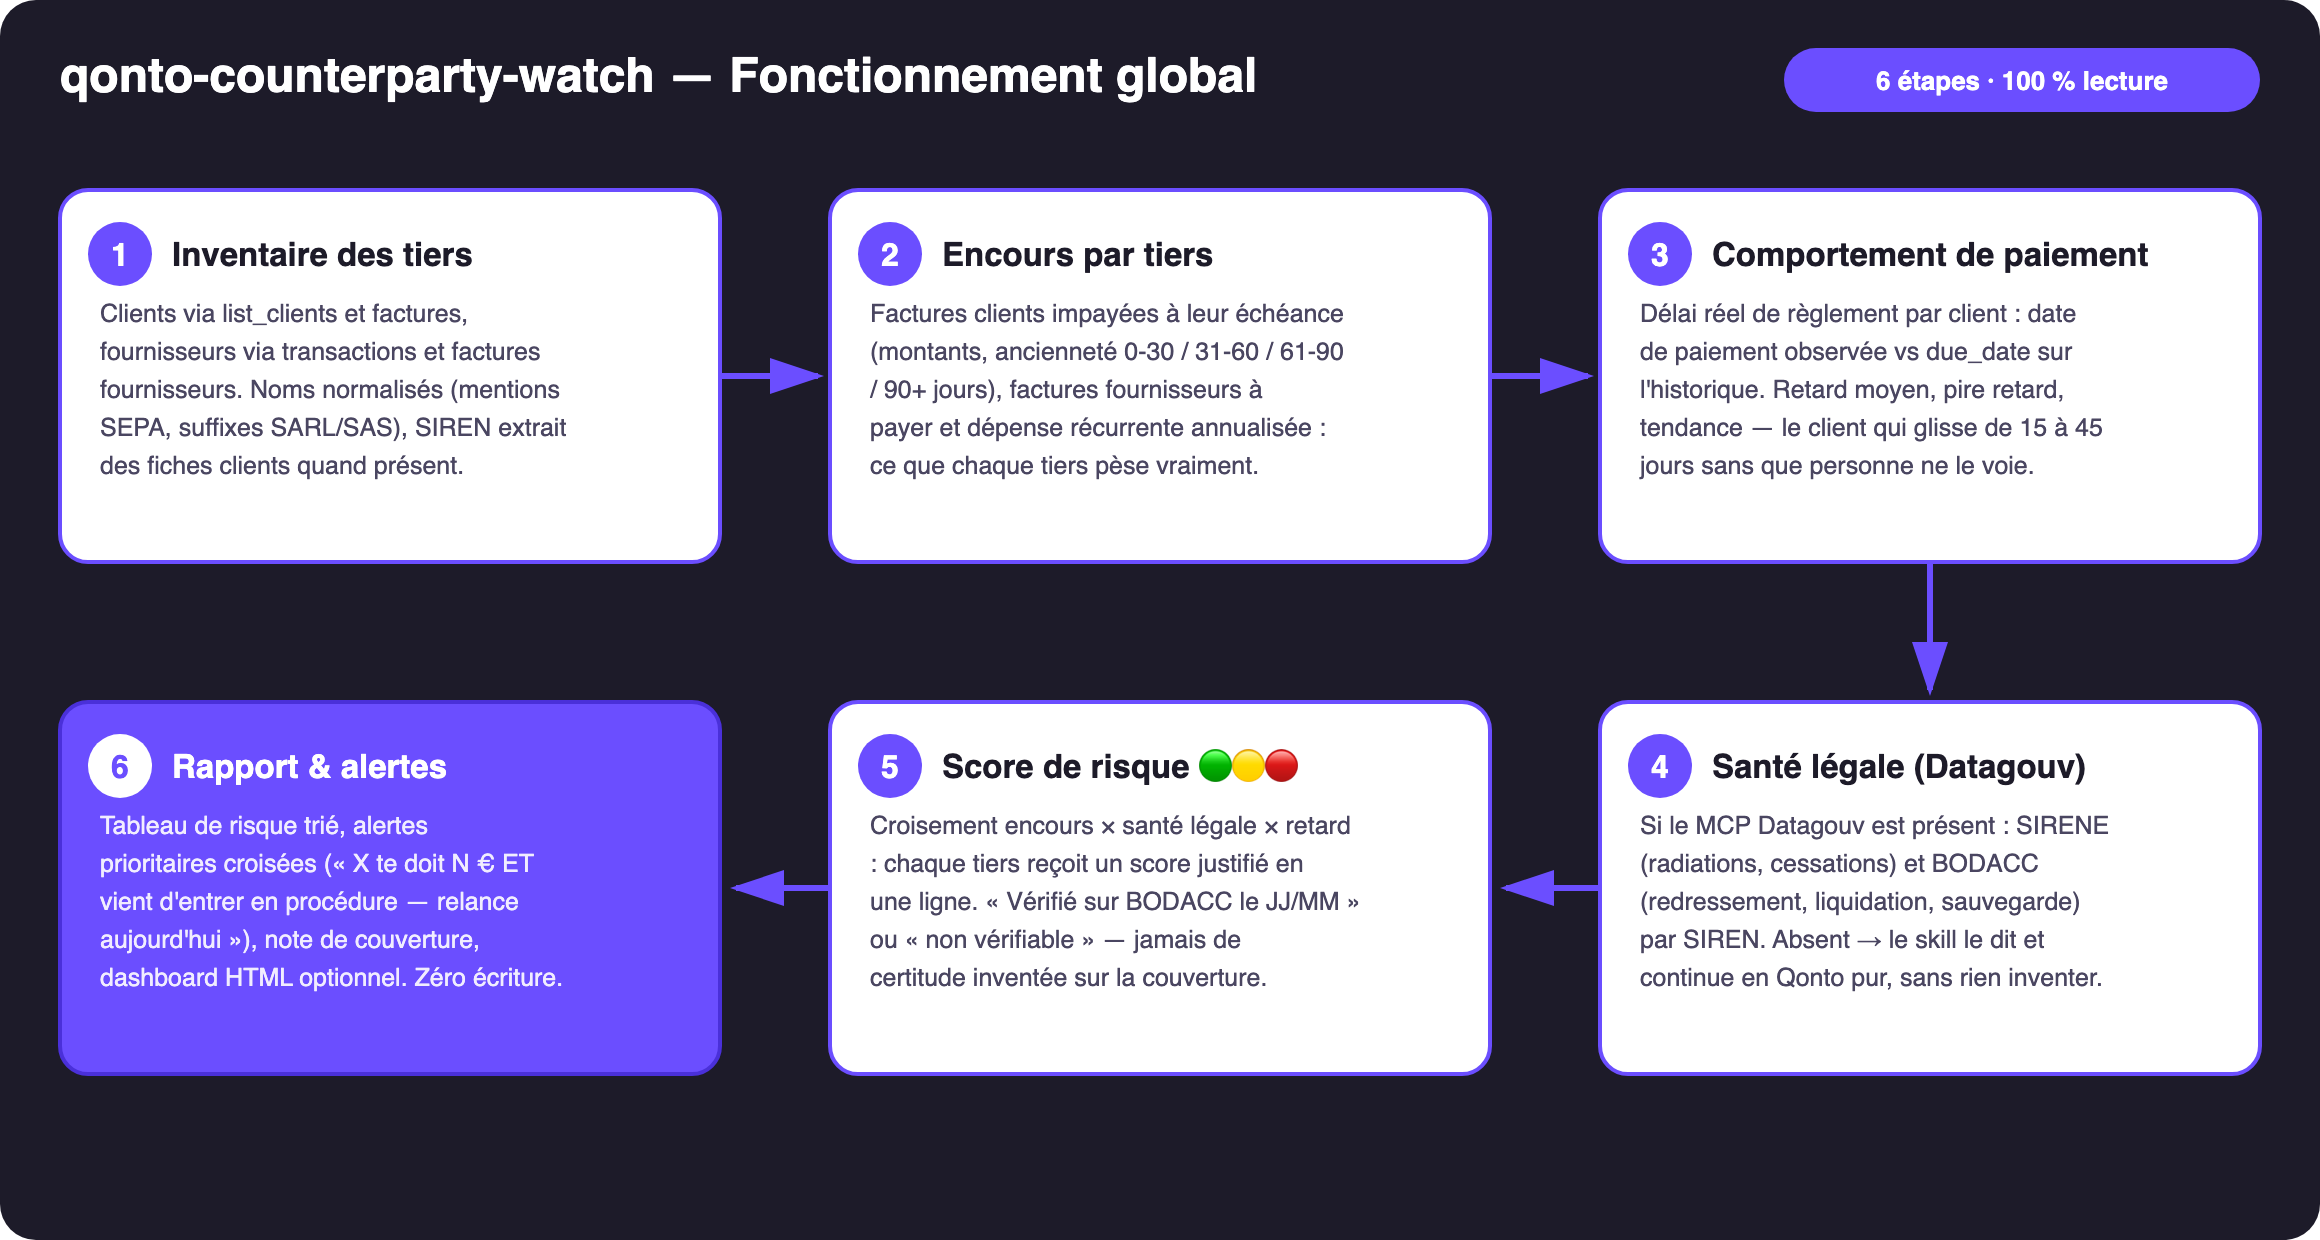 qonto-counterparty-watch — Fonctionnement global
6 étapes · 100 % lecture
1
Inventaire des tiers
Clients via list_clients et factures,
fournisseurs via transactions et factures
fournisseurs. Noms normalisés (mentions
SEPA, suffixes SARL/SAS), SIREN extrait
des fiches clients quand présent.
2
Encours par tiers
Factures clients impayées à leur échéance
(montants, ancienneté 0-30 / 31-60 / 61-90
/ 90+ jours), factures fournisseurs à
payer et dépense récurrente annualisée :
ce que chaque tiers pèse vraiment.
3
Comportement de paiement
Délai réel de règlement par client : date
de paiement observée vs due_date sur
l'historique. Retard moyen, pire retard,
tendance — le client qui glisse de 15 à 45
jours sans que personne ne le voie.
4
Santé légale (Datagouv)
Si le MCP Datagouv est présent : SIRENE
(radiations, cessations) et BODACC
(redressement, liquidation, sauvegarde)
par SIREN. Absent → le skill le dit et
continue en Qonto pur, sans rien inventer.
5
Score de risque 🟢🟡🔴
Croisement encours × santé légale × retard
: chaque tiers reçoit un score justifié en
une ligne. « Vérifié sur BODACC le JJ/MM »
ou « non vérifiable » — jamais de
certitude inventée sur la couverture.
6
Rapport & alertes
Tableau de risque trié, alertes
prioritaires croisées (« X te doit N € ET
vient d'entrer en procédure — relance
aujourd'hui »), note de couverture,
dashboard HTML optionnel. Zéro écriture.